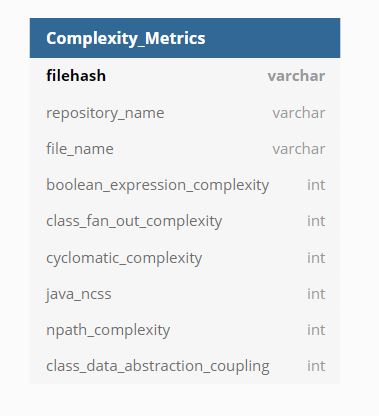 Complexity_Metrics
filehash varchar
repository_name varchar
file_name varchar
boolean_expression_complexity int
class_fan_out_complexity int
cyclomatic_complexity int
java_ncss int
npath_complexity int
class_data_abstraction_coupling int